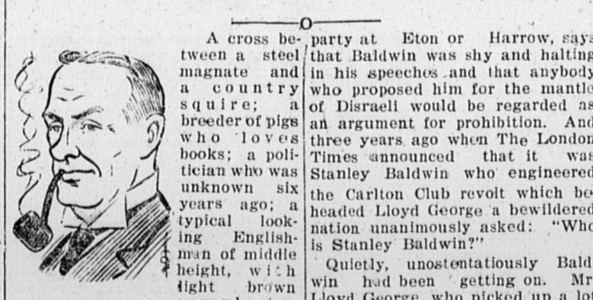 A cross be-
tween a steel
magnate and
a country
squire; a
breeder of pigs
who loves
books; a poli-
tician who was
unknown six
years ago; a
typical look-
ing English-
man of middle
height, with
light brown
party at Eton or Harrow, says
that Baldwin was shy and halting
in his speeches and that anybody
who proposed him for the mantle
of Disraeli would be regarded as
an argument for prohibition. And
three years ago when The London
Times announced that it was
Stanley Baldwin who engineered
the Carlton Club revolt which be-
headed Lloyd George a bewildered
nation unanimously asked: "Who
is Stanley Baldwin?"
Quietly, unostentatiously Bald
win had been getting on. Mr
Lloyd George, who picked up a lot